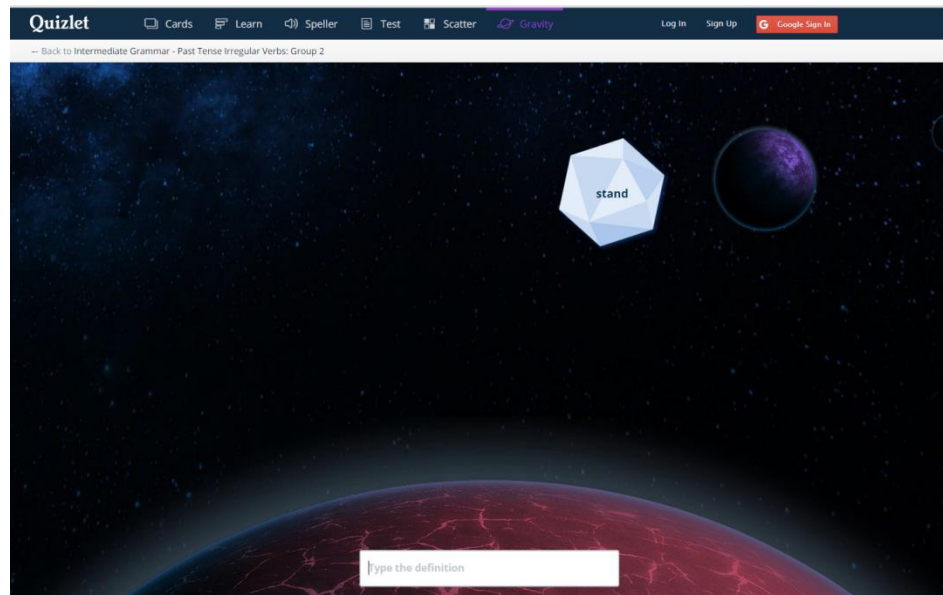 Quizlet Cards Learn Speller Test Scatter Gravity Log In Sign Up G Google Sign In
← Back to Intermediate Grammar - Past Tense Irregular Verbs: Group 2
stand
Type the definition